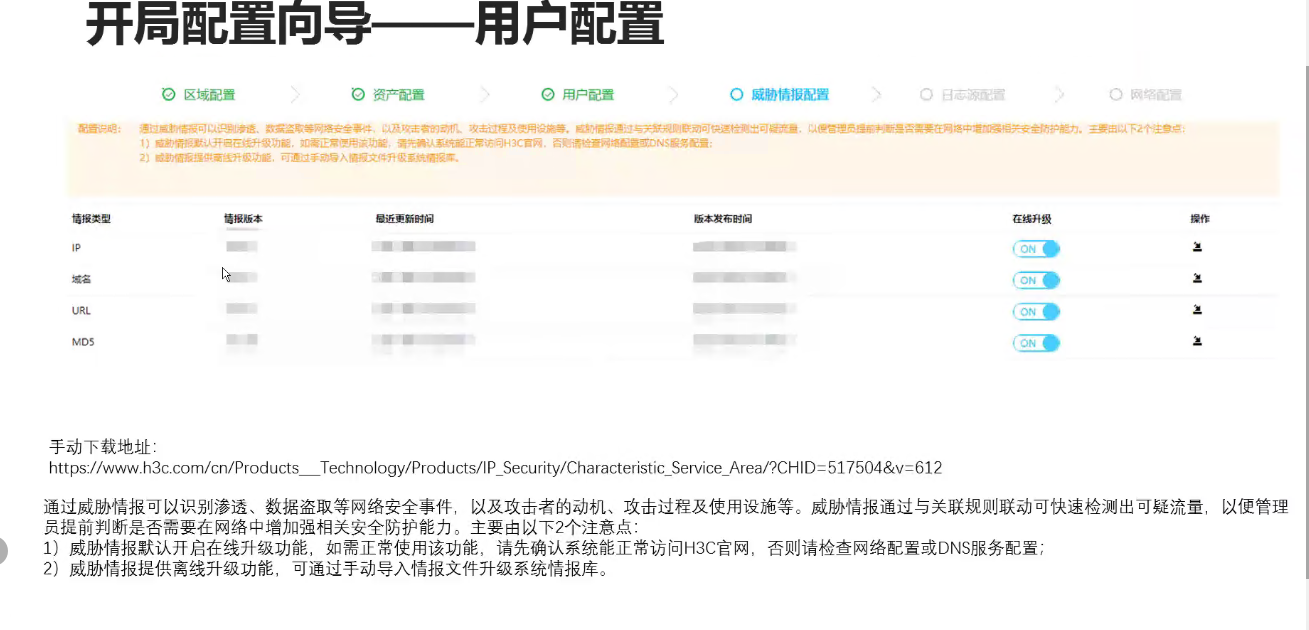 开局配置向导——用户配置
区域配置 资产配置 用户配置 威胁情报配置 日志源配置 网络配置
配置说明： 通过威胁情报可以识别渗透、数据盗取等网络安全事件，以及攻击者的动机、攻击过程及使用设施等。威胁情报通过与关联规则联动可快速检测出可疑流量，以便管理员提前判断是否需要在网络中增加强相关安全防护能力。主要由以下2个注意点：
1）威胁情报默认开启在线升级功能，如需正常使用该功能，请先确认系统能正常访问H3C官网，否则请检查网络配置或DNS服务配置；
2）威胁情报提供离线升级功能，可通过手动导入情报文件升级系统情报库。
情报类型 情报版本 最近更新时间 版本发布时间 在线升级 操作
IP ON
域名 ON
URL ON
MD5 ON
手动下载地址：
https://www.h3c.com/cn/Products___Technology/Products/IP_Security/Characteristic_Service_Area/?CHID=517504&v=612
通过威胁情报可以识别渗透、数据盗取等网络安全事件，以及攻击者的动机、攻击过程及使用设施等。威胁情报通过与关联规则联动可快速检测出可疑流量，以便管理
员提前判断是否需要在网络中增加强相关安全防护能力。主要由以下2个注意点：
1）威胁情报默认开启在线升级功能，如需正常使用该功能，请先确认系统能正常访问H3C官网，否则请检查网络配置或DNS服务配置；
2）威胁情报提供离线升级功能，可通过手动导入情报文件升级系统情报库。